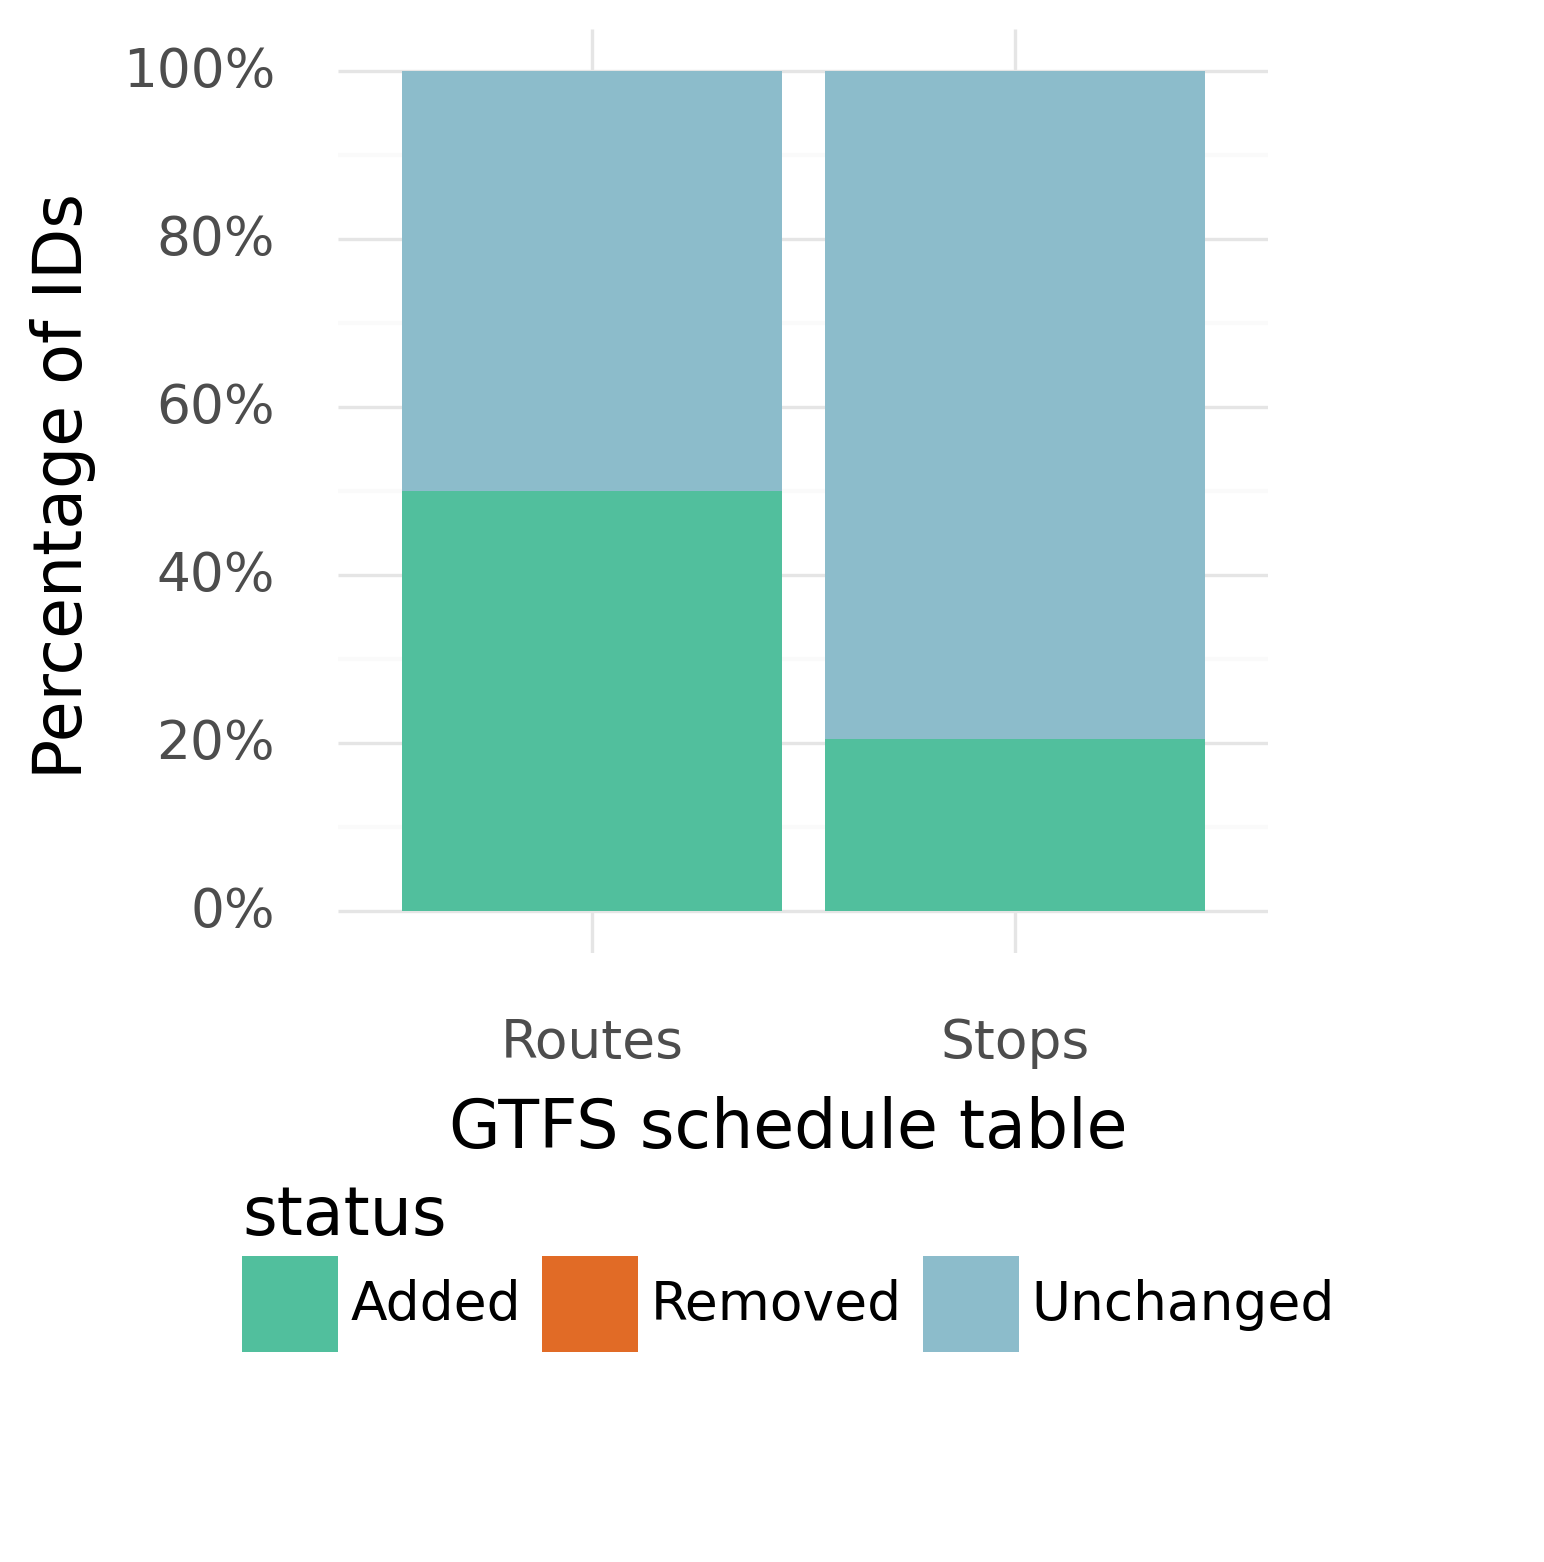 100%
80%
60%
40%
20%
0%
Percentage of IDs
Routes Stops
GTFS schedule table
status
Added Removed Unchanged